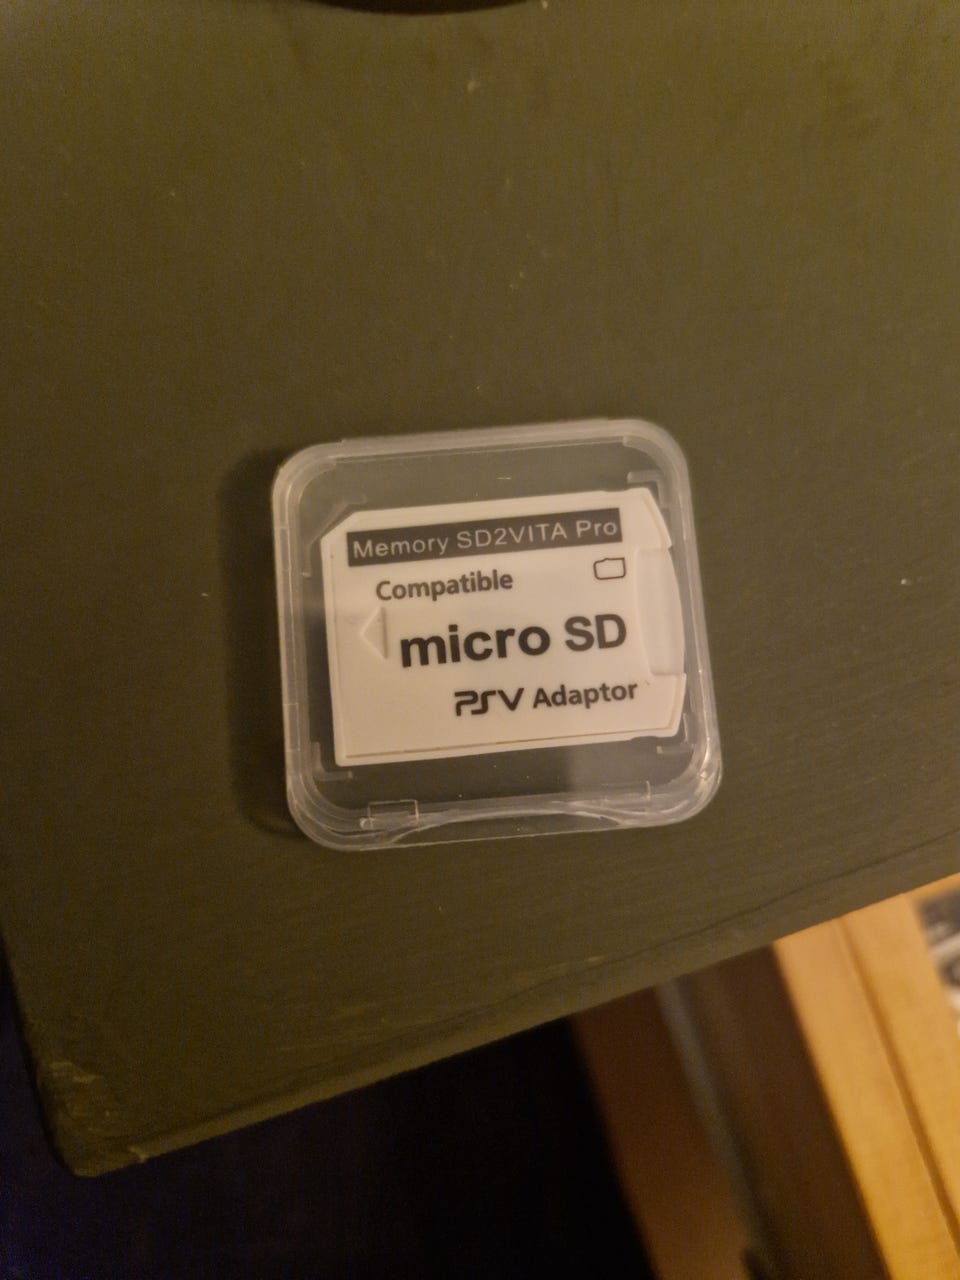 Memory SD2VITA Pro
Compatible
micro SD
PSV Adaptor